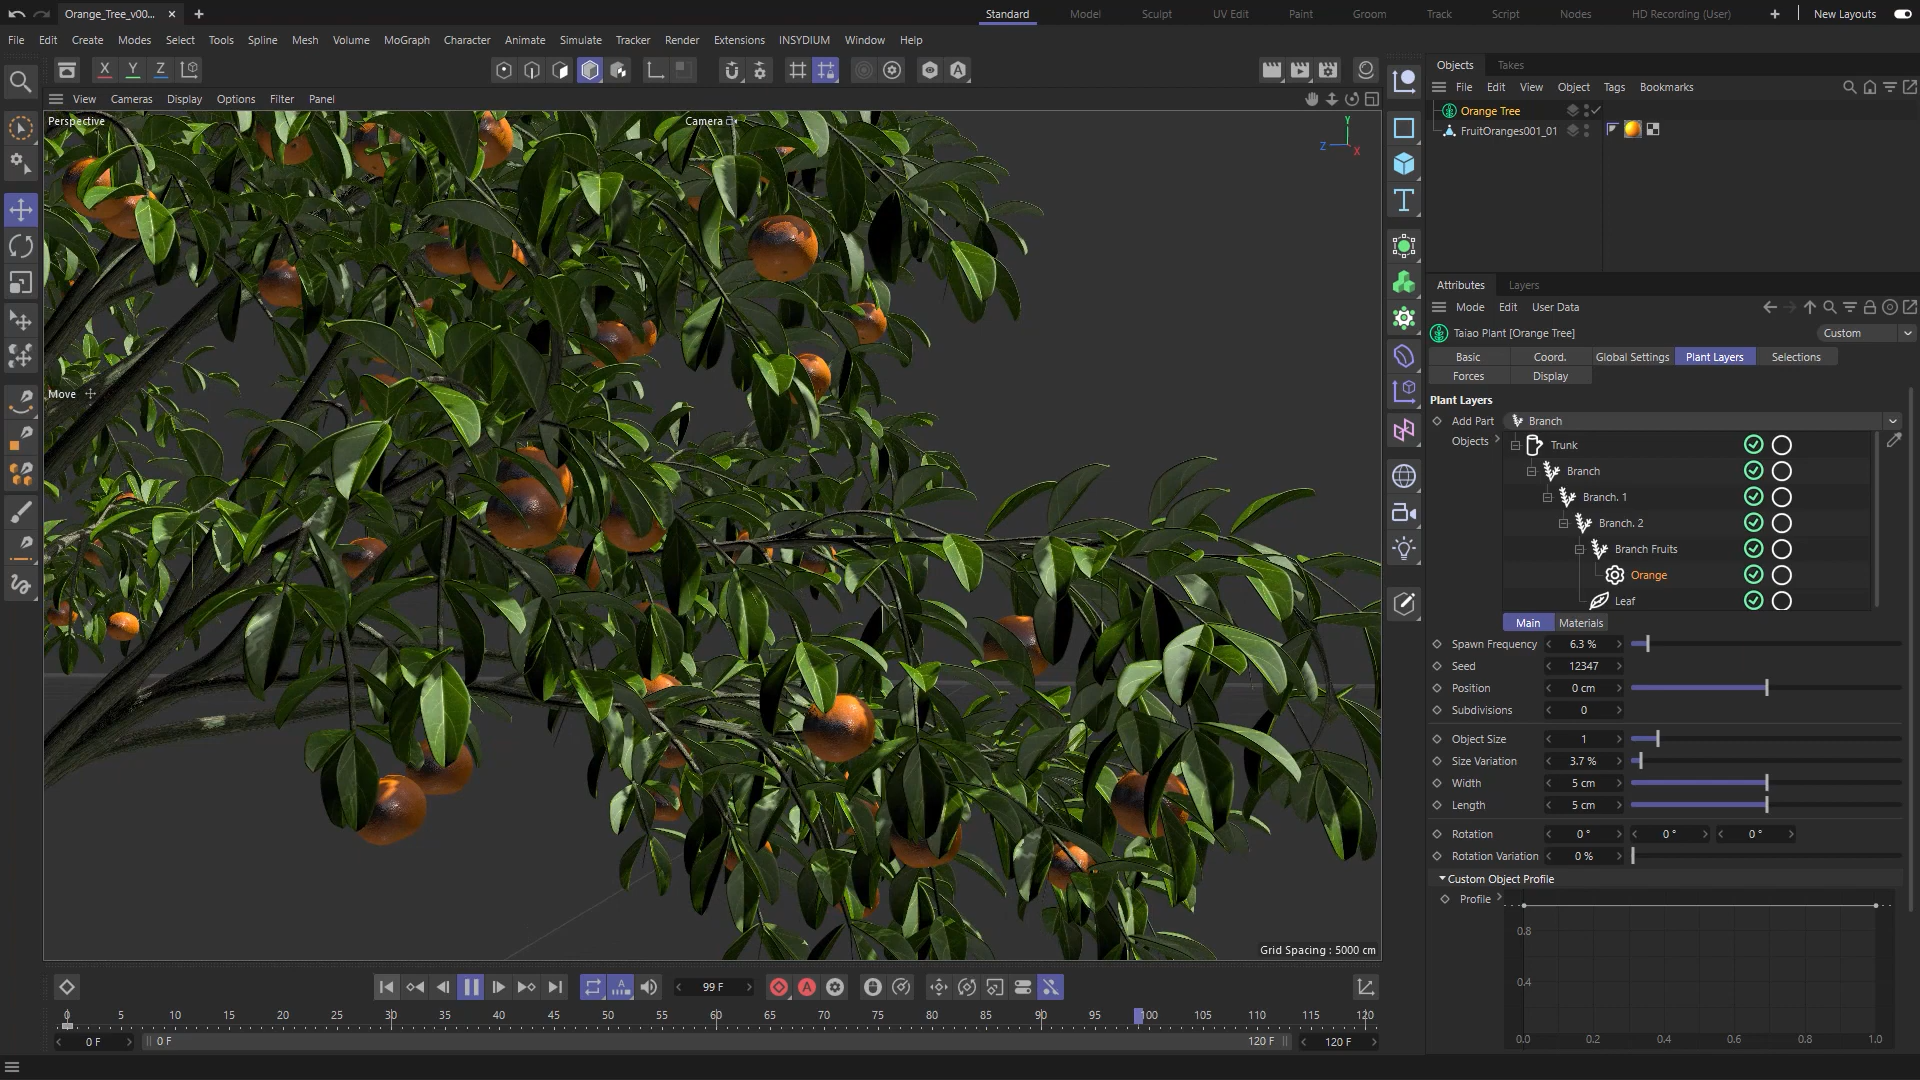 Orange_Tree_v00...
Standard Model Sculpt UV Edit Paint Groom Track Script Nodes HD Recording (User) New Layouts
File Edit Create Modes Select Tools Spline Mesh Volume MoGraph Character Animate Simulate Tracker Render Extensions INSYDIUM Window Help
X Y Z
View Cameras Display Options Filter Panel
Perspective
Camera
Y
Z
X
Move
Grid Spacing : 5000 cm
Objects Takes
File Edit View Object Tags Bookmarks
Orange Tree
FruitOranges001_01
Attributes Layers
Mode Edit User Data
Taiao Plant [Orange Tree]
Custom
Basic Coord. Global Settings Plant Layers Selections
Forces Display
Plant Layers
Add Part Branch
Objects
Trunk
Branch
Branch. 1
Branch. 2
Branch Fruits
Orange
Leaf
Main Materials
Spawn Frequency 6.3 %
Seed 12347
Position 0 cm
Subdivisions 0
Object Size 1
Size Variation 3.7 %
Width 5 cm
Length 5 cm
Rotation 0 ° 0 ° 0 °
Rotation Variation 0 %
Custom Object Profile
Profile
0.8
0.4
0.0 0.2 0.4 0.6 0.8 1.0
99 F
0 5 10 15 20 25 30 35 40 45 50 55 60 65 70 75 80 85 90 95 100 105 110 115 120
0 F 0 F 120 F 120 F